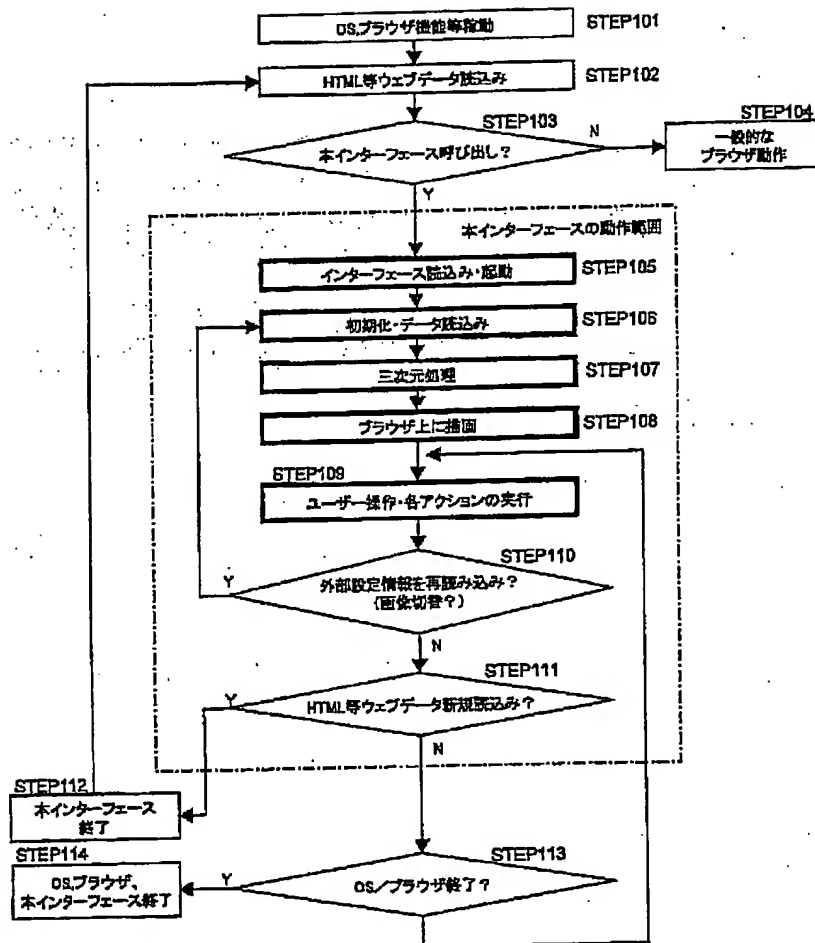 OS、ブラウザ機能等稼動
STEP101
HTML等ウェブデータ読込み
STEP102
STEP103
本インターフェース呼び出し?
N
STEP104
一般的な
ブラウザ動作
Y
本インターフェースの動作範囲
インターフェース読込み・起動
STEP105
初期化・データ読込み
STEP106
三次元処理
STEP107
ブラウザ上に描画
STEP108
STEP109
ユーザー操作・各アクションの実行
STEP110
Y
外部設定情報を再読み込み?
(画像切替?)
N
STEP111
Y
HTML等ウェブデータ新規読込み?
N
STEP112
本インターフェース
終了
STEP114
OS、ブラウザ、
本インターフェース終了
Y
STEP113
OS/ブラウザ終了?